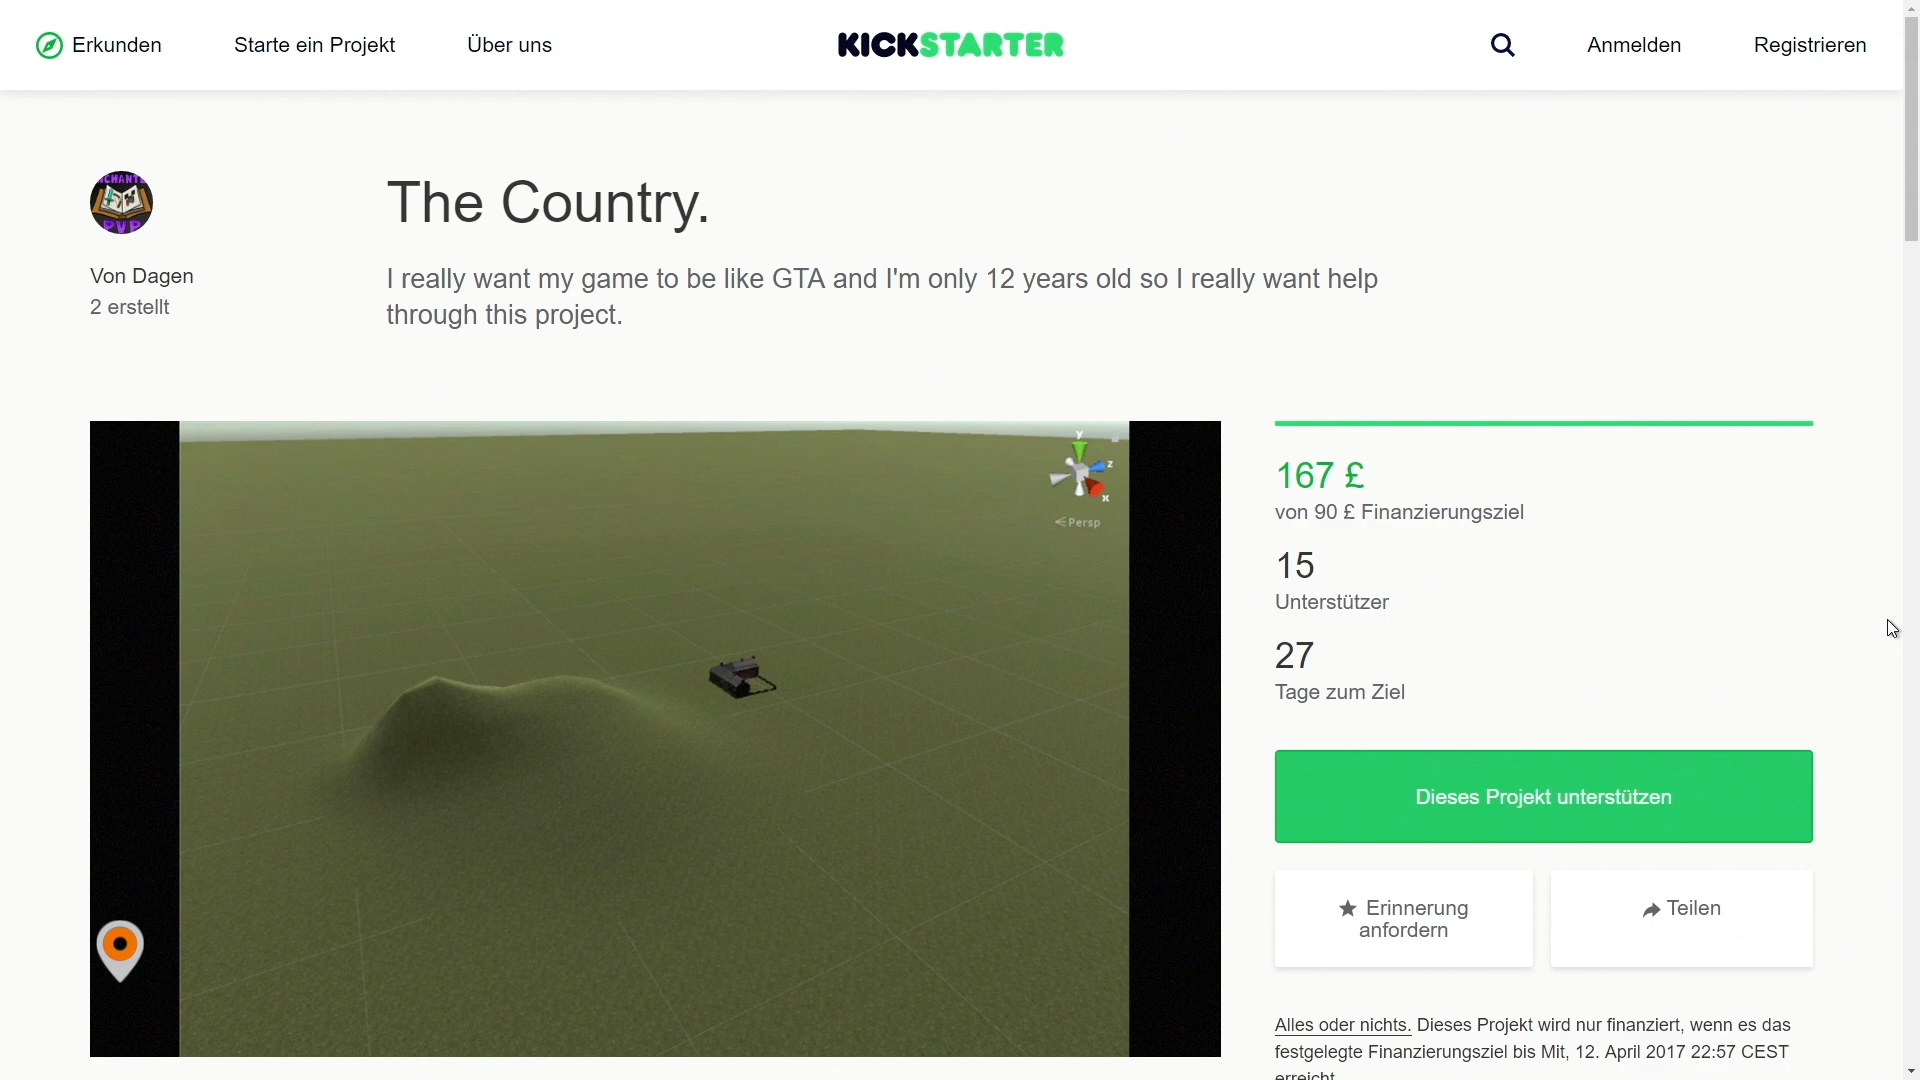 Erkunden
Starte ein Projekt
Über uns
KICKSTARTER
Anmelden
Registrieren
PVP
Von Dagen
2 erstellt
The Country.
I really want my game to be like GTA and I'm only 12 years old so I really want help
through this project.
y
z
x
Persp
167 £
von 90 £ Finanzierungsziel
15
Unterstützer
27
Tage zum Ziel
Dieses Projekt unterstützen
Erinnerung
anfordern
Teilen
Alles oder nichts. Dieses Projekt wird nur finanziert, wenn es das
festgelegte Finanzierungsziel bis Mit, 12. April 2017 22:57 CEST
erreicht